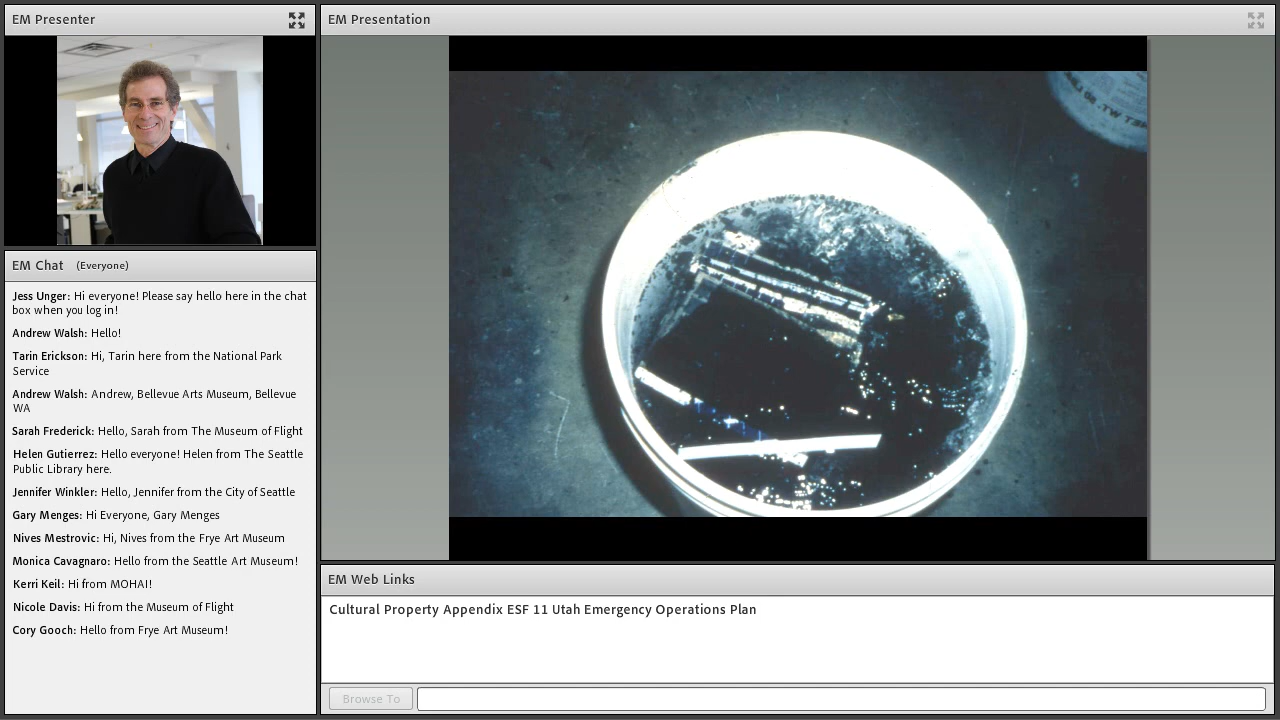 EM Presenter
EM Presentation
EM Chat (Everyone)
Jess Unger: Hi everyone! Please say hello here in the chat
box when you log in!
Andrew Walsh: Hello!
Tarin Erickson: Hi, Tarin here from the National Park
Service
Andrew Walsh: Andrew, Bellevue Arts Museum, Bellevue
WA
Sarah Frederick: Hello, Sarah from The Museum of Flight
Helen Gutierrez: Hello everyone! Helen from The Seattle
Public Library here.
Jennifer Winkler: Hello, Jennifer from the City of Seattle
Gary Menges: Hi Everyone, Gary Menges
Nives Mestrovic: Hi, Nives from the Frye Art Museum
Monica Cavagnaro: Hello from the Seattle Art Museum!
Kerri Keil: Hi from MOHAI!
Nicole Davis: Hi from the Museum of Flight
Cory Gooch: Hello from Frye Art Museum!
WT. 90
EM Web Links
Cultural Property Appendix ESF 11 Utah Emergency Operations Plan
Browse To